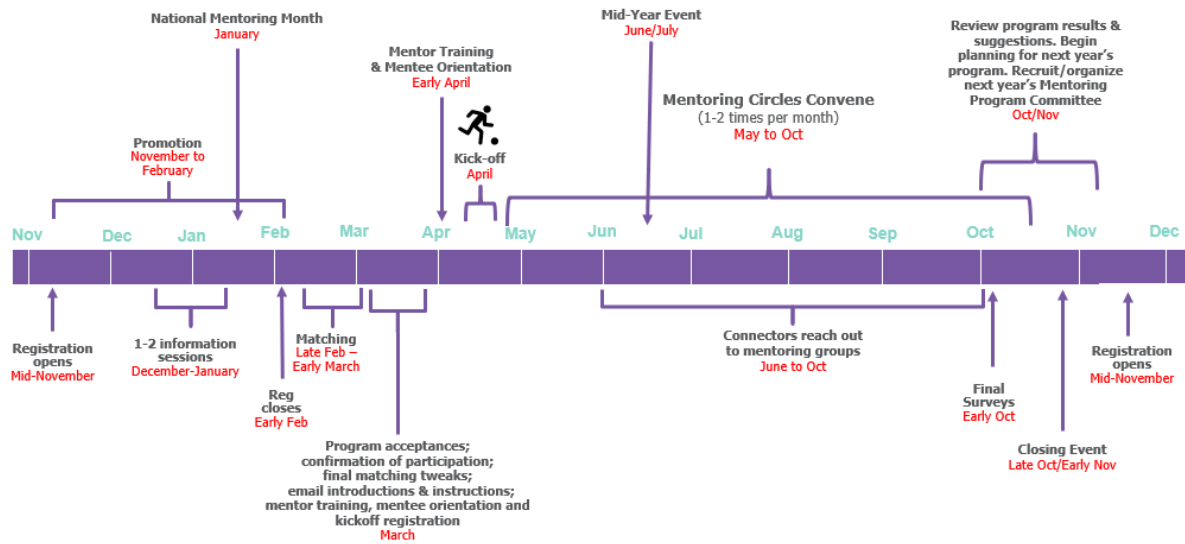 National Mentoring Month
January
Mid-Year Event
June/July
Review program results &
suggestions. Begin
planning for next year's
program. Recruit/organize
next year's Mentoring
Program Committee
Oct/Nov
Mentor Training
& Mentee Orientation
Early April
Mentoring Circles Convene
(1-2 times per month)
May to Oct
Promotion
November to
February
Kick-off
April
Nov
Dec
Jan
Feb
Mar
Apr
May
Jun
Jul
Aug
Sep
Oct
Nov
Dec
Registration
opens
Mid-November
1-2 information
sessions
December-January
Reg
closes
Early Feb
Matching
Late Feb –
Early March
Program acceptances;
confirmation of participation;
final matching tweaks;
email introductions & instructions;
mentor training, mentee orientation and
kickoff registration
March
Connectors reach out
to mentoring groups
June to Oct
Final
Surveys
Early Oct
Closing Event
Late Oct/Early Nov
Registration
opens
Mid-November